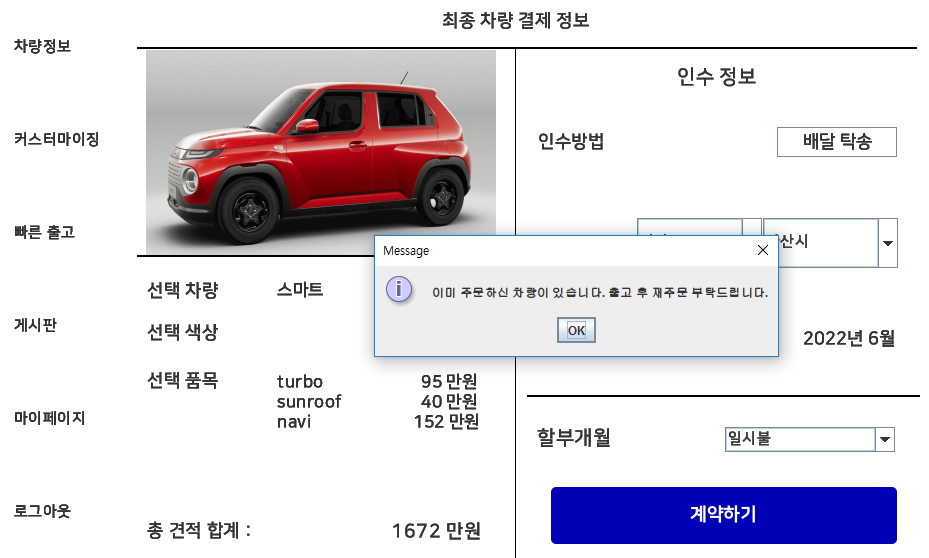 최종 차량 결제 정보
차량정보
커스터마이징
빠른 출고
게시판
마이페이지
로그아웃
선택 차량 스마트
선택 색상
선택 품목 turbo 95 만원
sunroof 40 만원
navi 152 만원
총 견적 합계 : 1672 만원
인수 정보
인수방법 배달 탁송
산시
Message
이미 주문하신 차량이 있습니다. 출고 후 재주문 부탁드립니다.
OK
2022년 6월
할부개월 일시불
계약하기